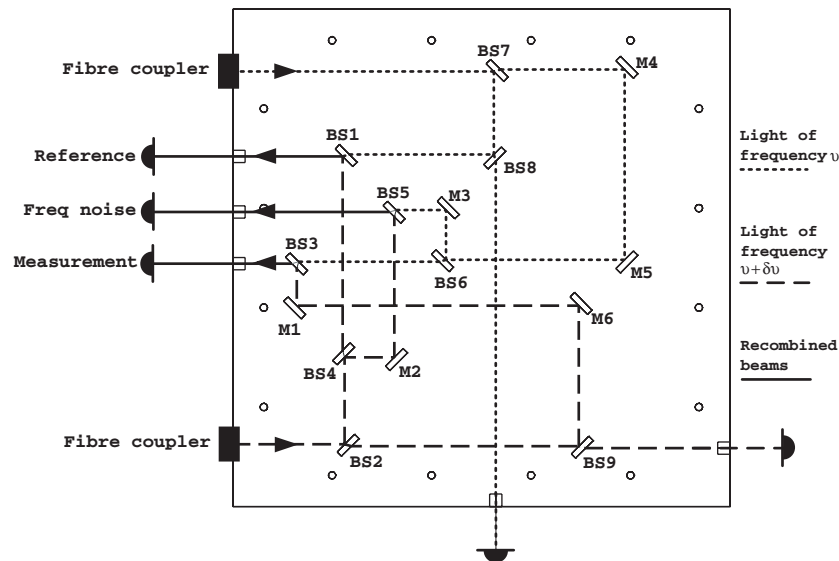 Fibre coupler
BS7
M4
Reference
BS1
BS8
Light of
frequency υ
Freq noise
BS5
M3
Measurement
BS3
BS6
M5
Light of
frequency
υ+δυ
M1
M6
BS4
M2
Recombined
beams
Fibre coupler
BS2
BS9